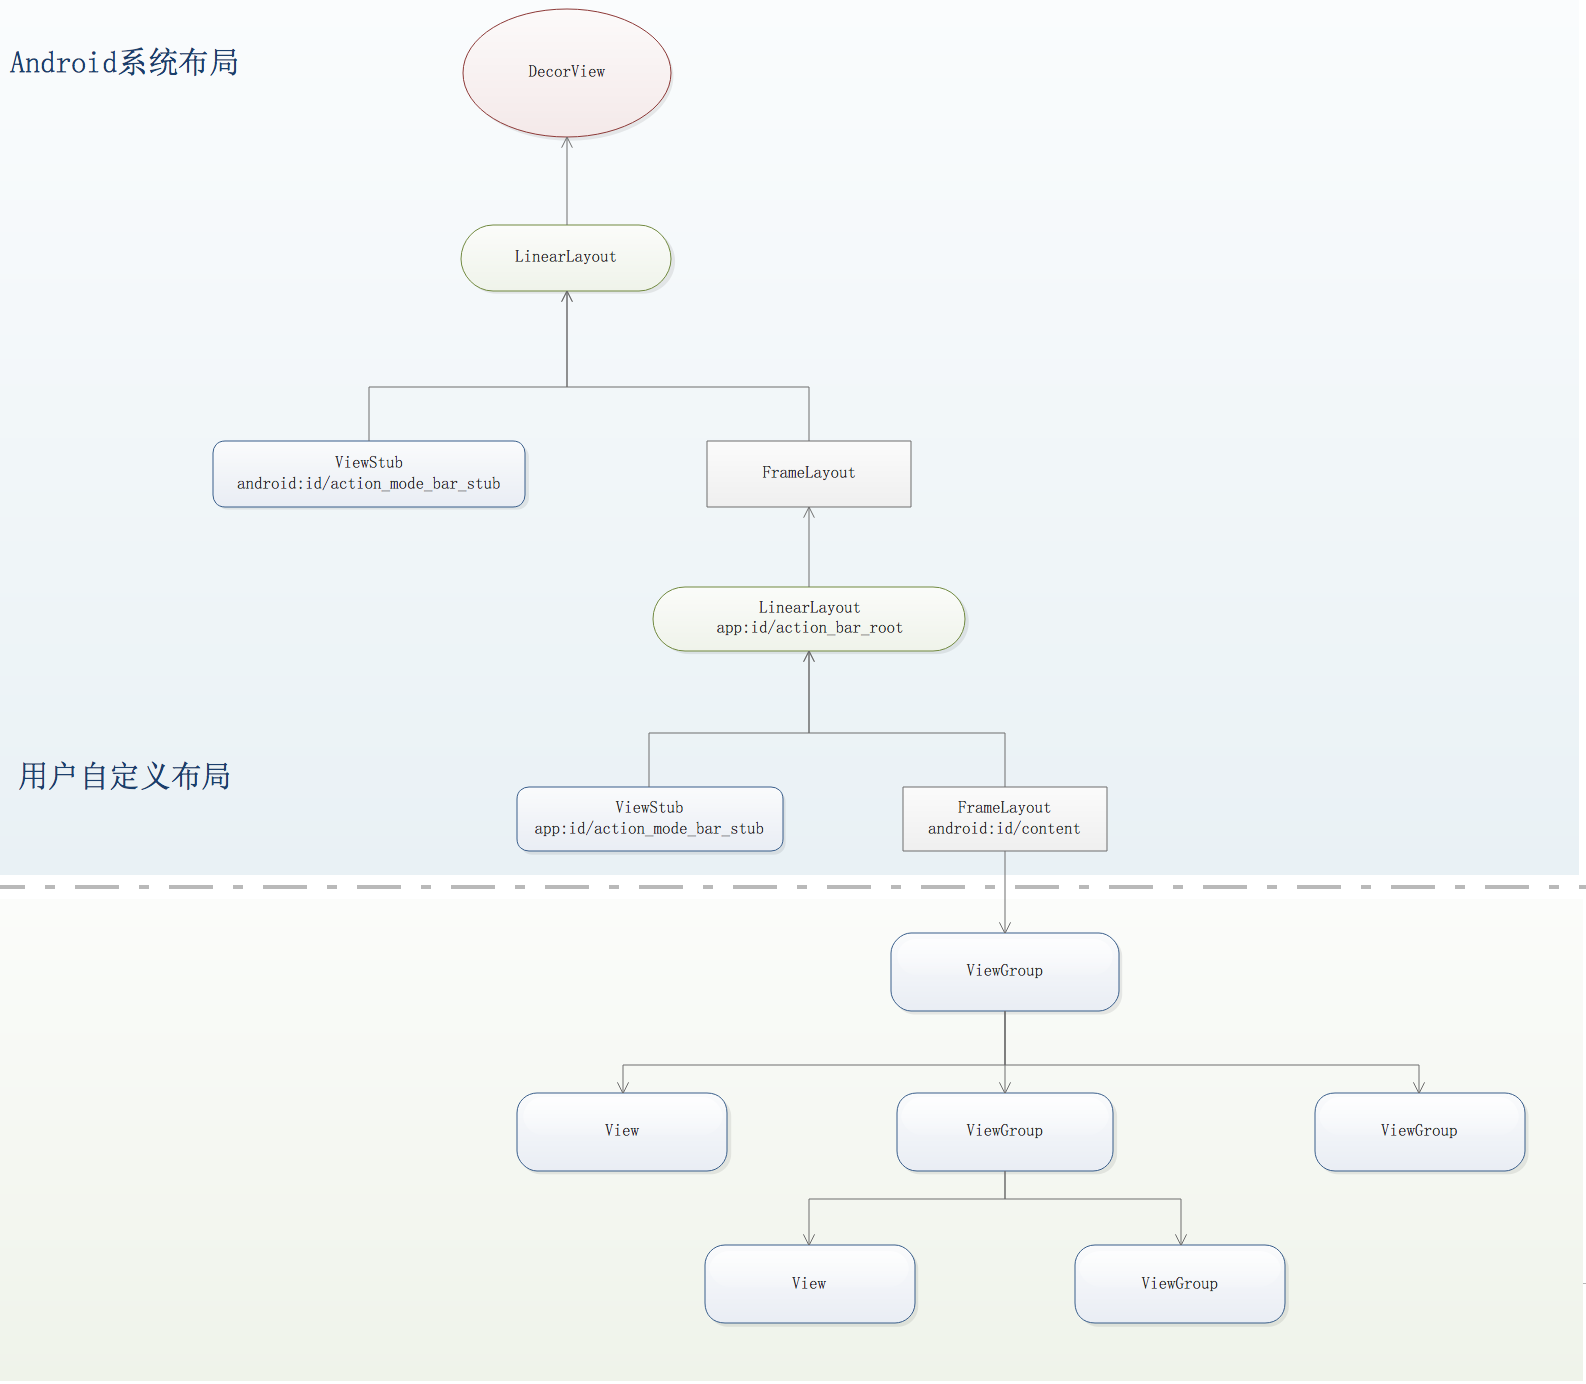 Android系统布局
DecorView
LinearLayout
ViewStub
android:id/action_mode_bar_stub
FrameLayout
LinearLayout
app:id/action_bar_root
用户自定义布局
ViewStub
app:id/action_mode_bar_stub
FrameLayout
android:id/content
ViewGroup
View
ViewGroup
ViewGroup
View
ViewGroup